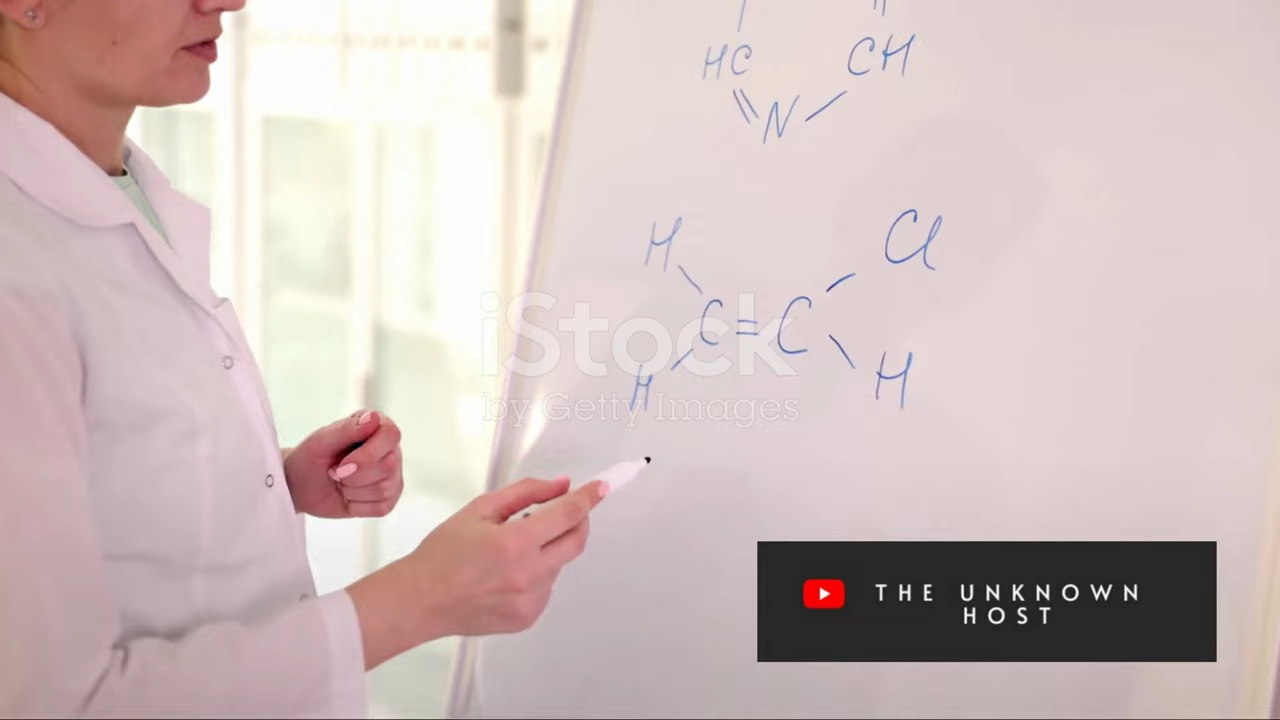 HC CH
N
H Cl
C = C
H H
iStock
by Getty Images
THE UNKNOWN
HOST